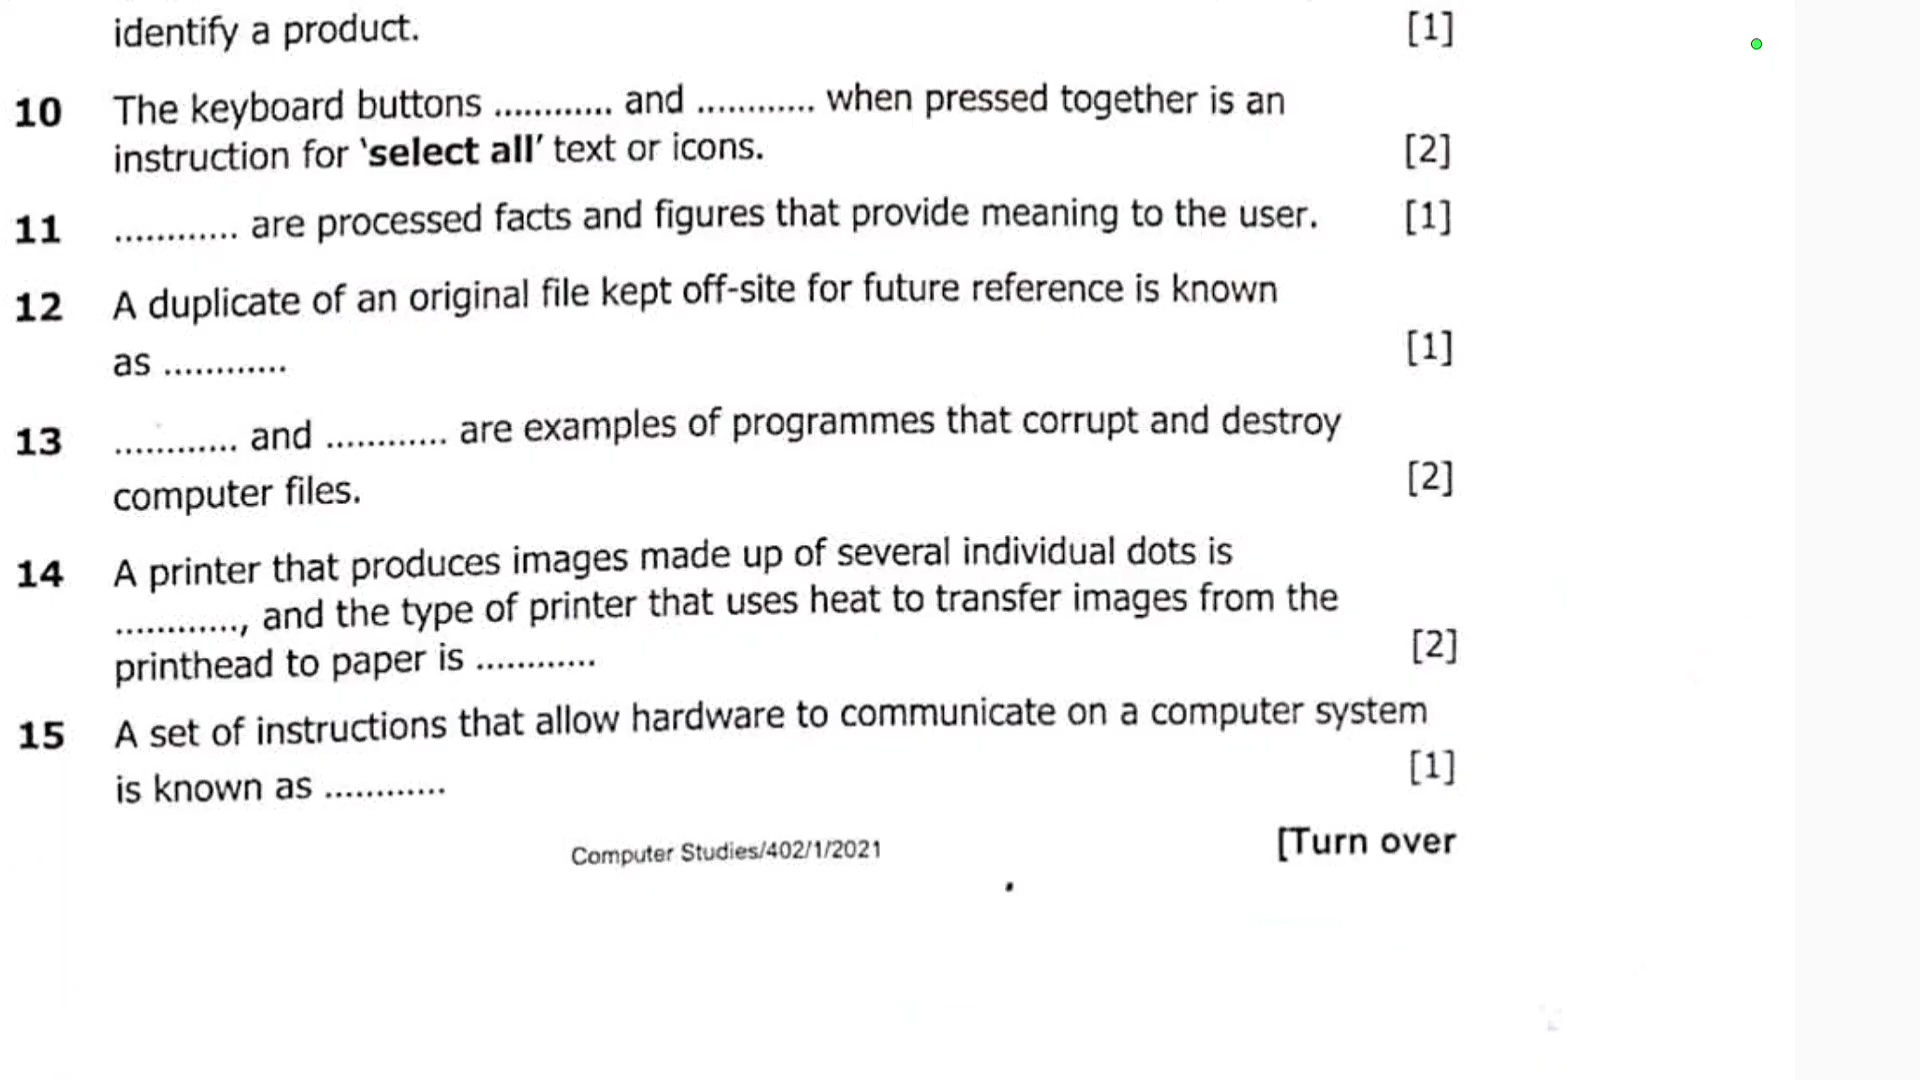 identify a product. [1]
10 The keyboard buttons ............ and ............ when pressed together is an
instruction for ‘select all’ text or icons. [2]
11 ............ are processed facts and figures that provide meaning to the user. [1]
12 A duplicate of an original file kept off-site for future reference is known
as ............ [1]
13 ............ and ............ are examples of programmes that corrupt and destroy
computer files. [2]
14 A printer that produces images made up of several individual dots is
............, and the type of printer that uses heat to transfer images from the
printhead to paper is ............ [2]
15 A set of instructions that allow hardware to communicate on a computer system
is known as ............ [1]
Computer Studies/402/1/2021
[Turn over